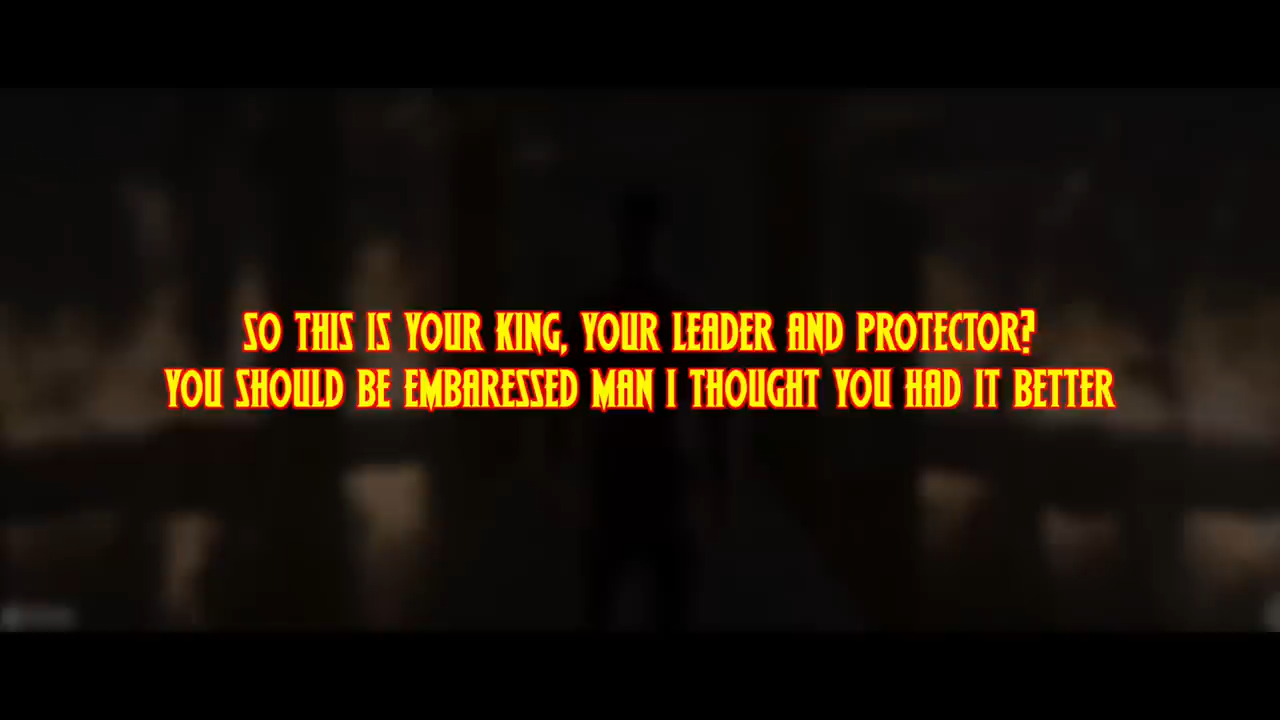 SO THIS IS YOUR KING, YOUR LEADER AND PROTECTOR?
YOU SHOULD BE EMBARESSED MAN I THOUGHT YOU HAD IT BETTER